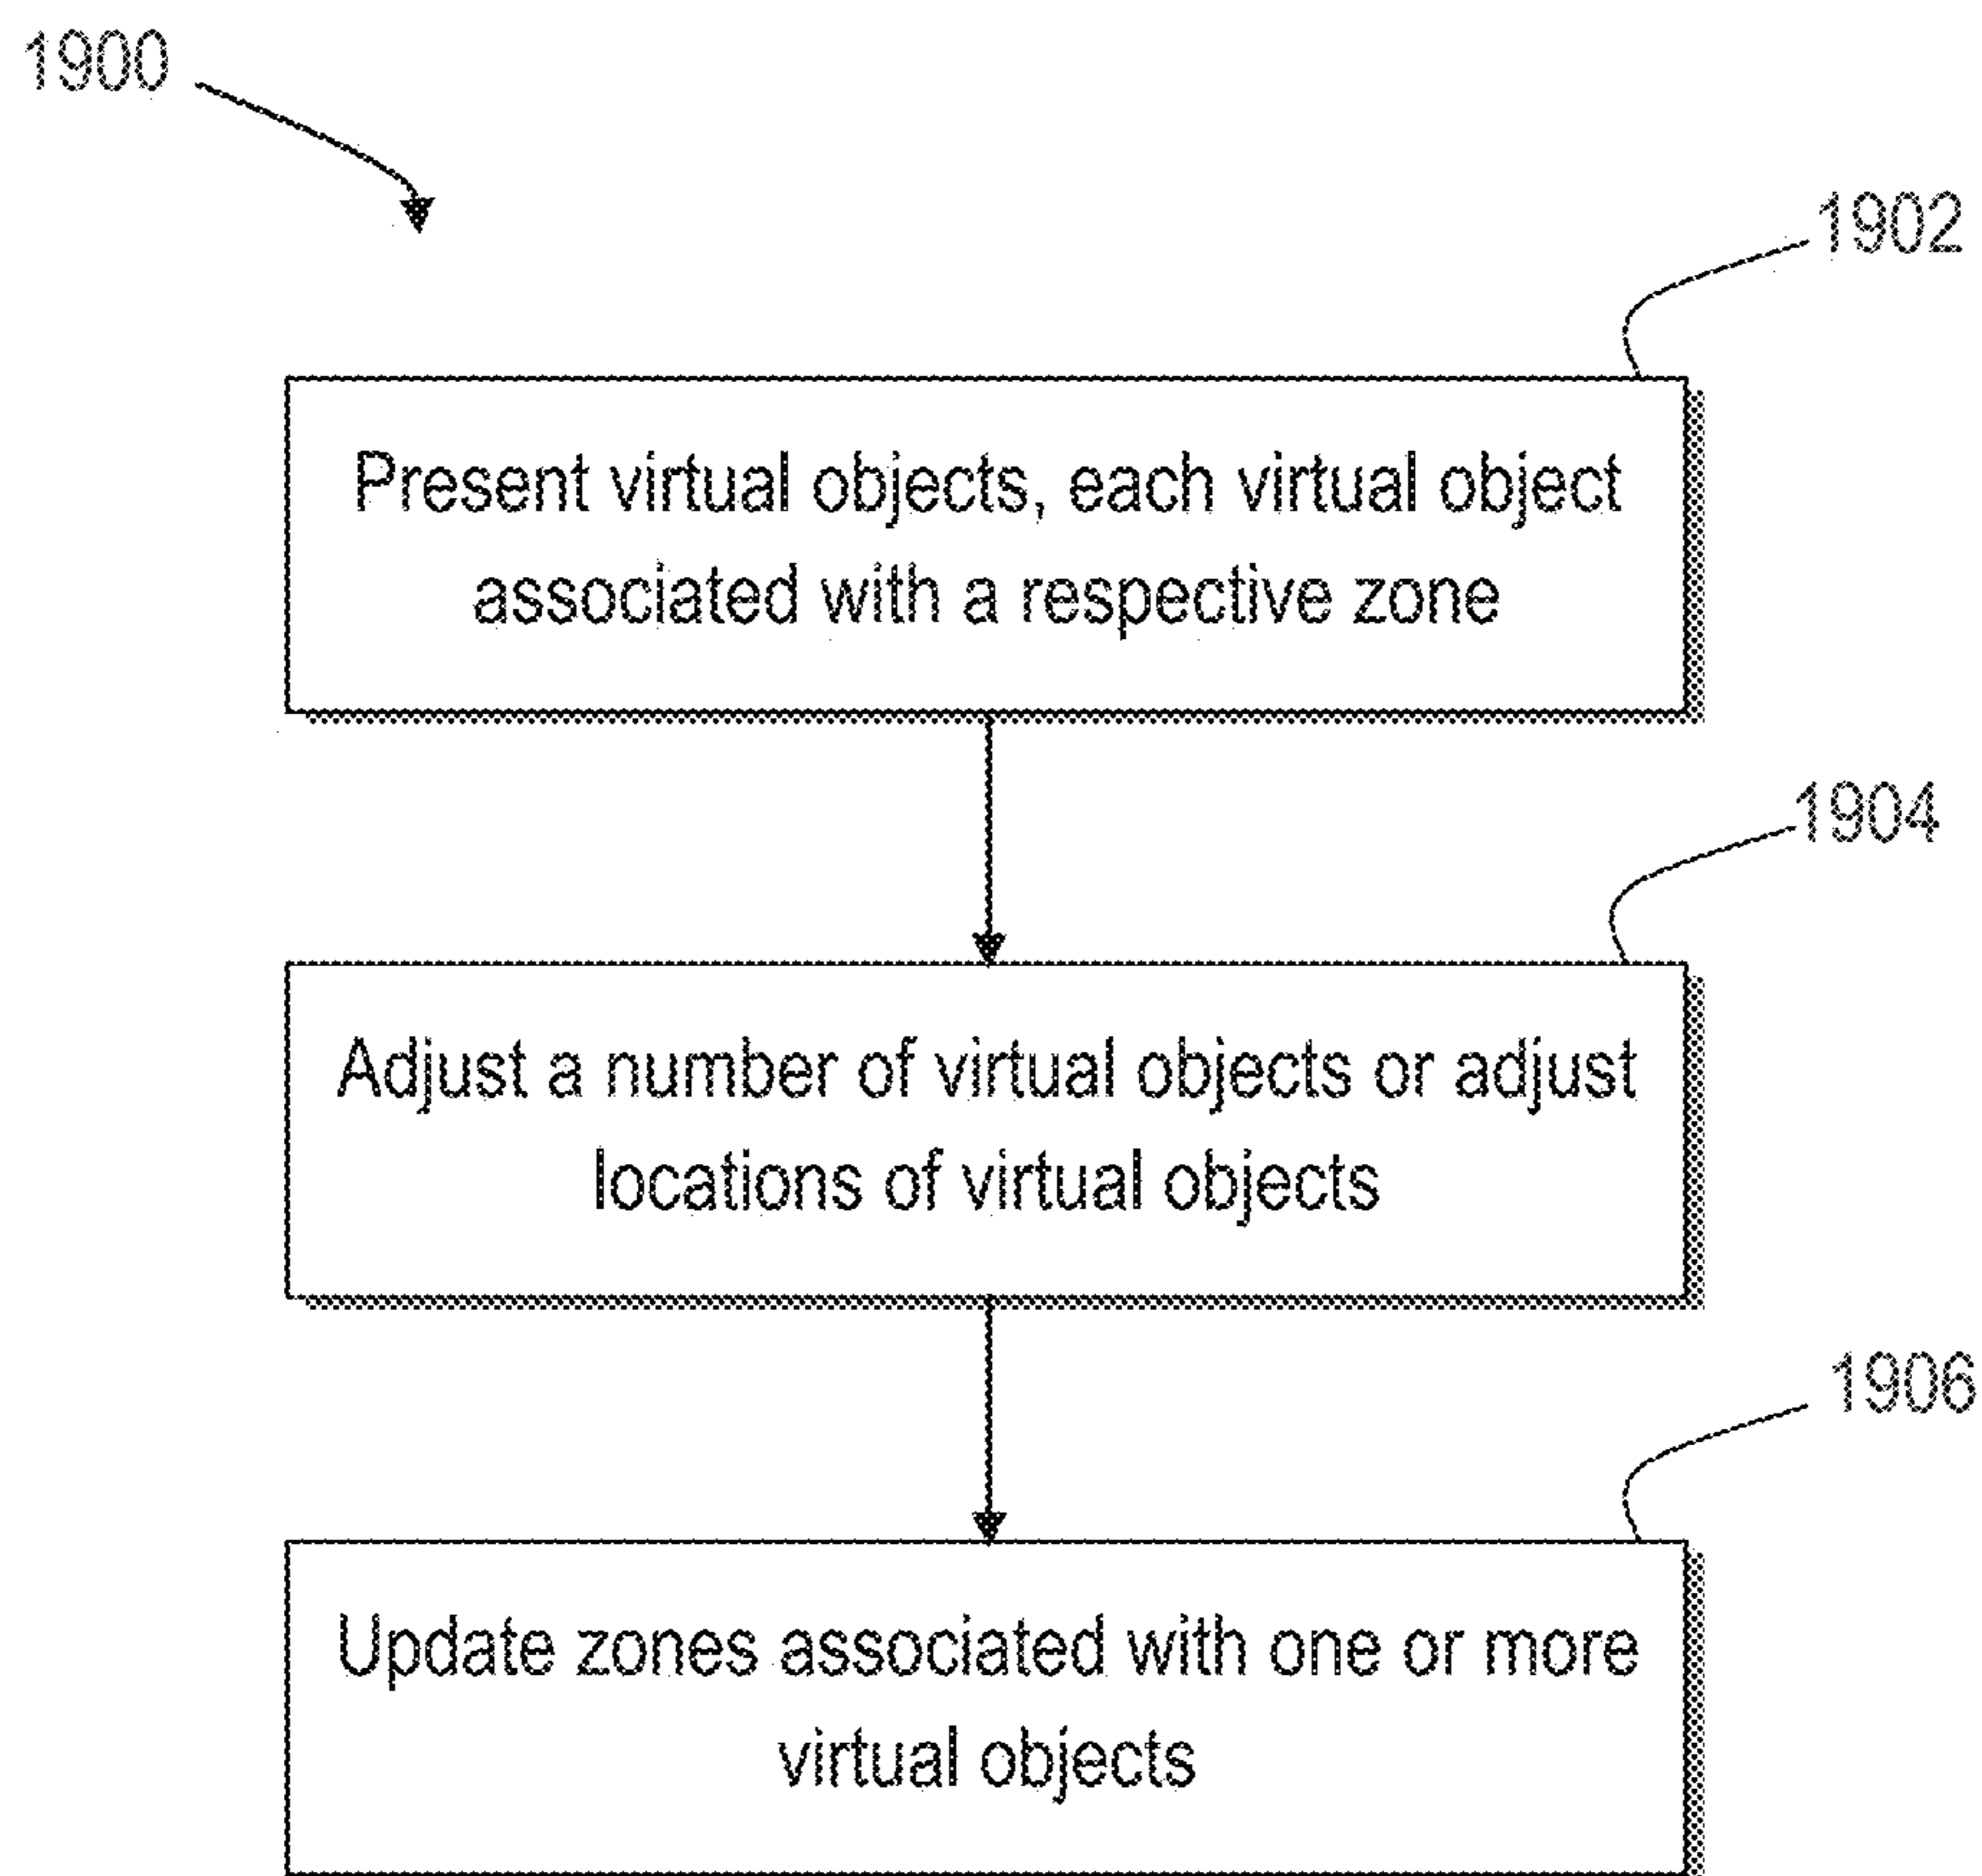 1900
1902
Present virtual objects, each virtual object
associated with a respective zone
1904
Adjust a number of virtual objects or adjust
locations of virtual objects
1906
Update zones associated with one or more
virtual objects